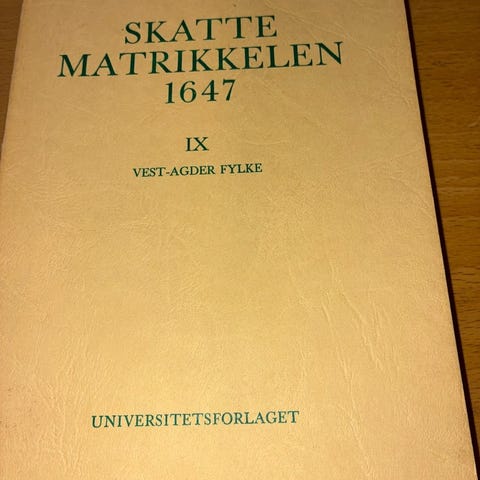 SKATTE
MATRIKKELEN
1647
IX
VEST-AGDER FYLKE
UNIVERSITETSFORLAGET